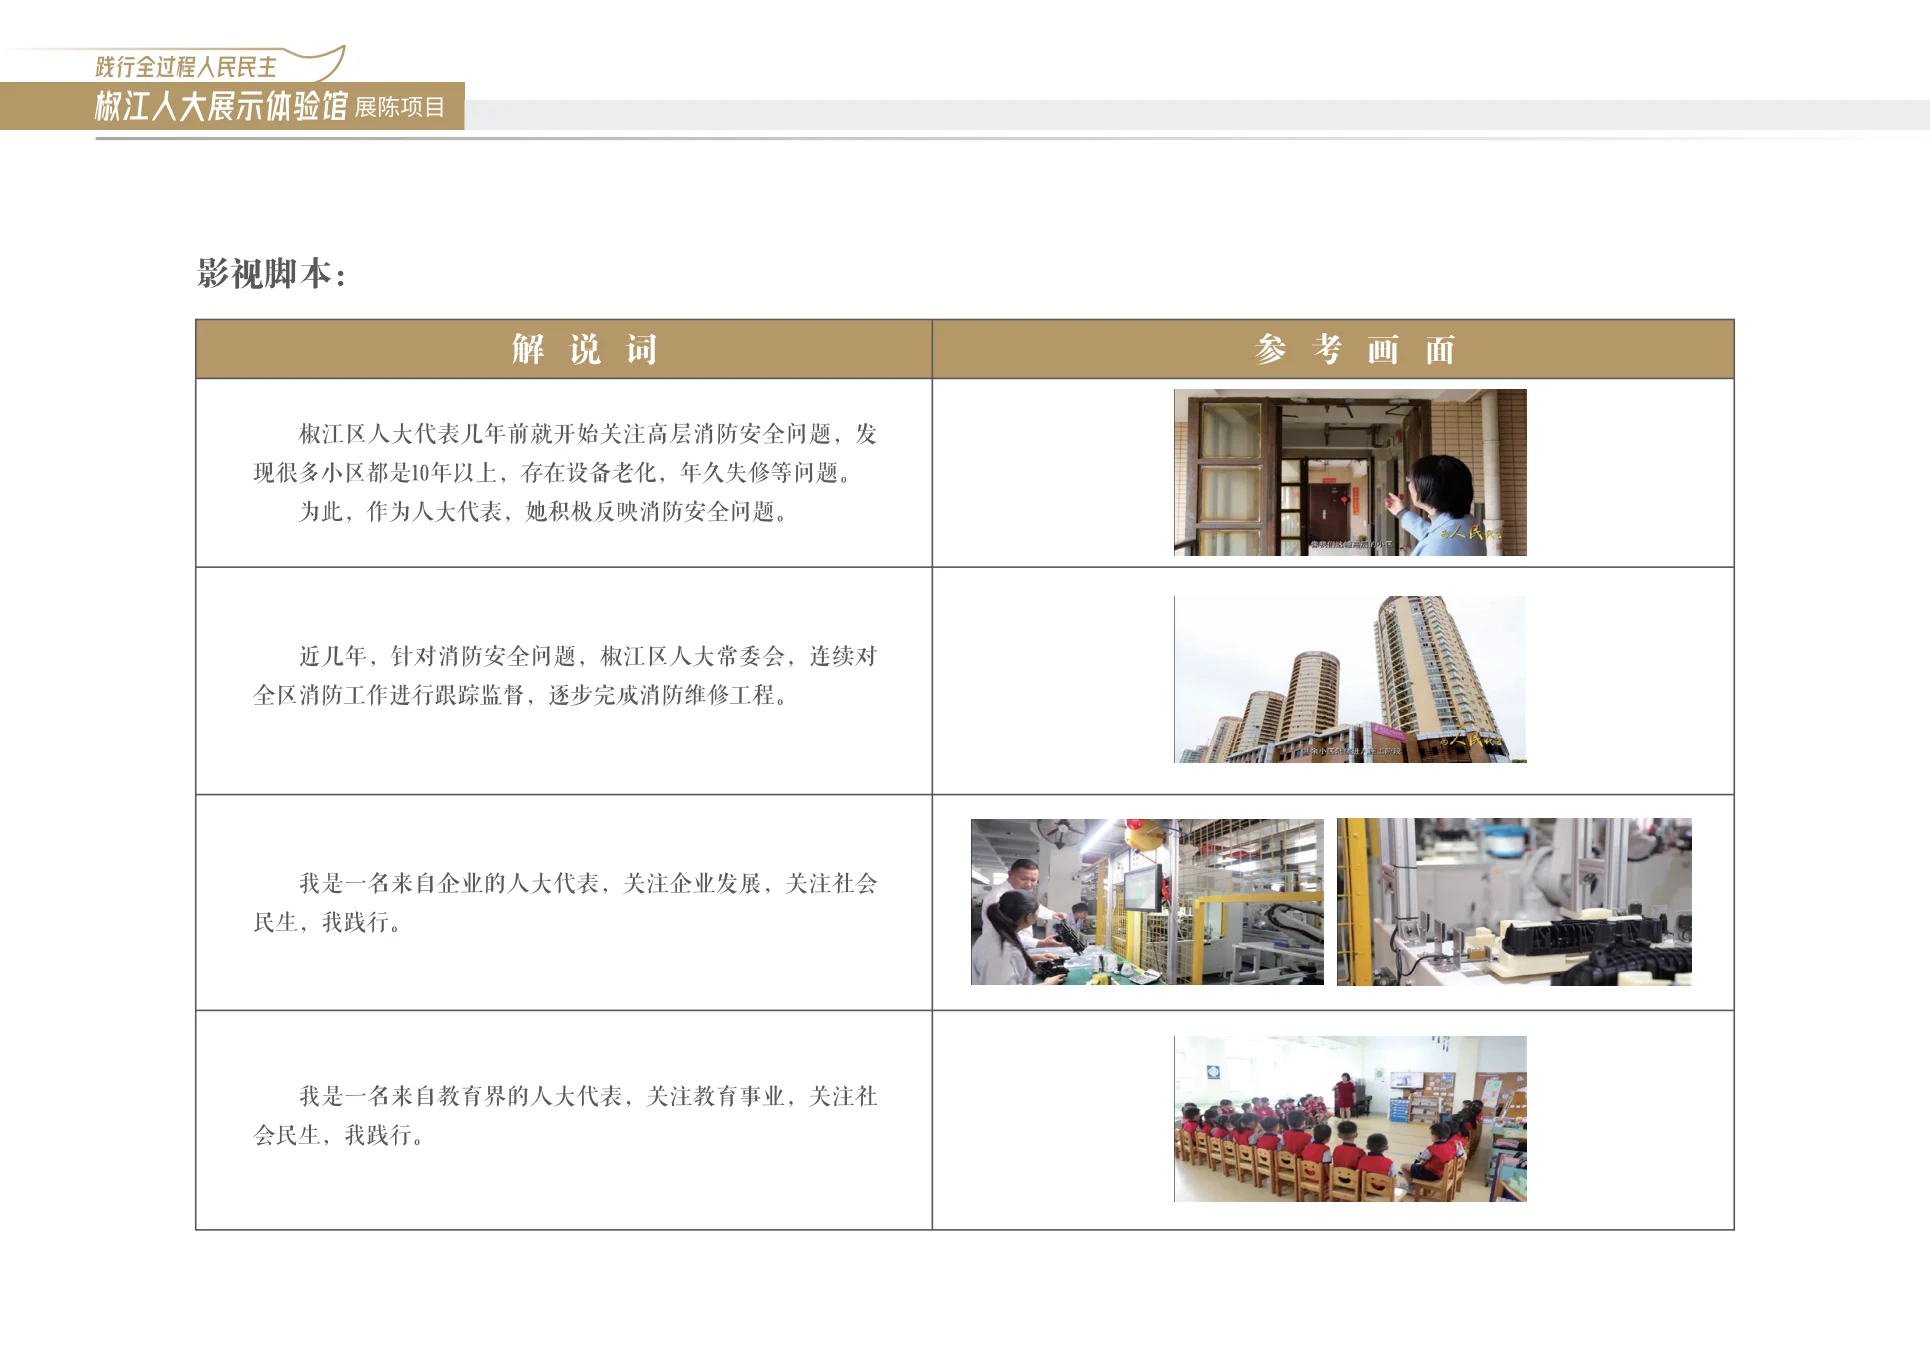 践行全过程人民民主
椒江人大展示体验馆 展陈项目
影视脚本：
解说词
参考画面
椒江区人大代表几年前就开始关注高层消防安全问题，发
现很多小区都是10年以上，存在设备老化，年久失修等问题。
为此，作为人大代表，她积极反映消防安全问题。
近几年，针对消防安全问题，椒江区人大常委会，连续对
全区消防工作进行跟踪监督，逐步完成消防维修工程。
人民
我是一名来自企业的人大代表，关注企业发展，关注社会
民生，我践行。
我是一名来自教育界的人大代表，关注教育事业，关注社
会民生，我践行。